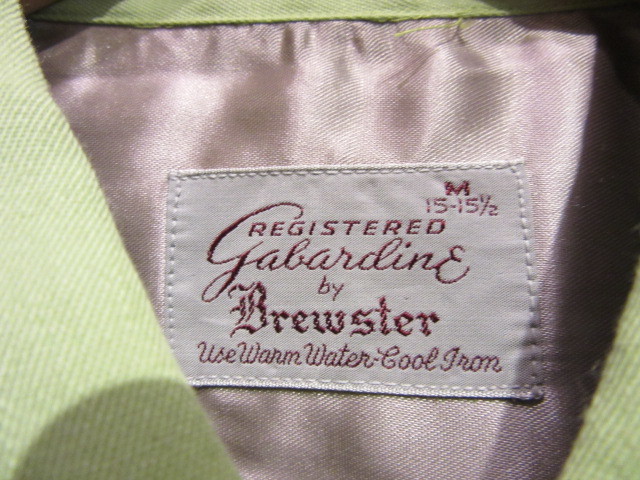 M
15-15½
REGISTERED
Gabardine
by
Brewster
Use Warm Water-Cool Iron